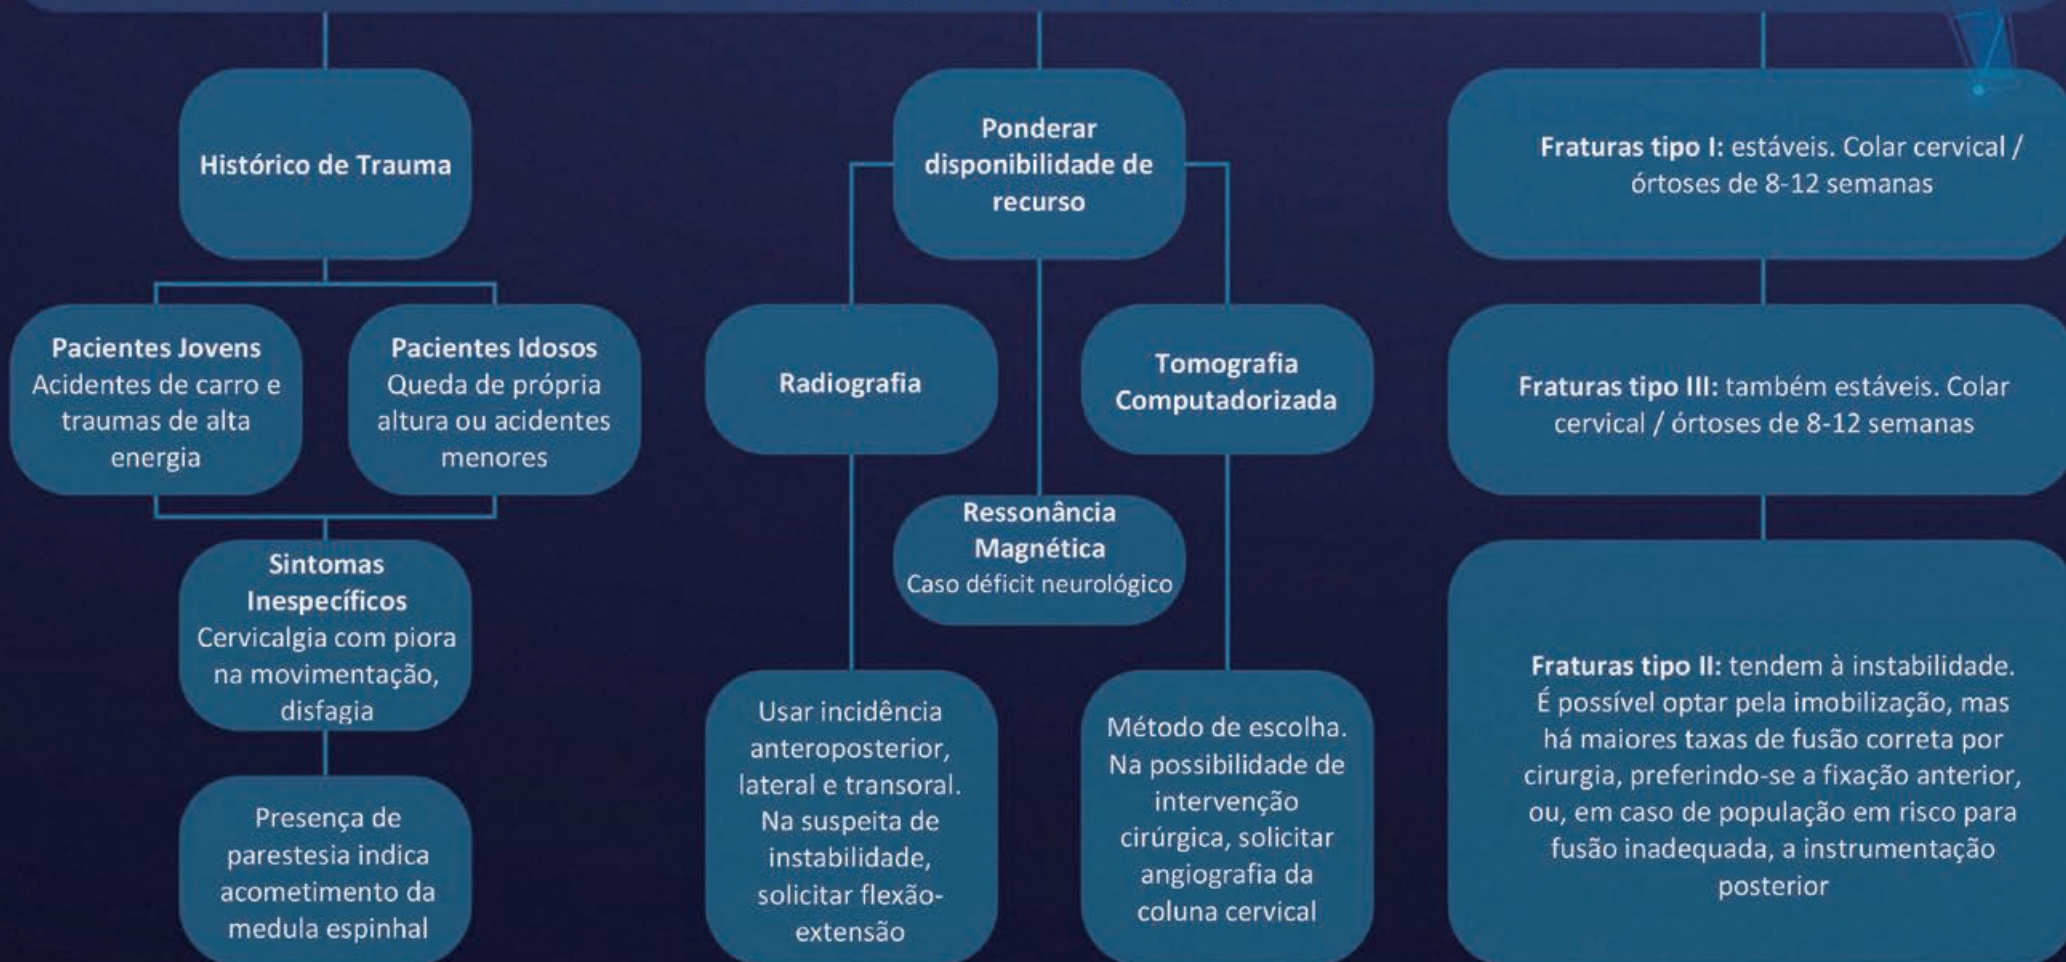 Histórico de Trauma
Pacientes Jovens
Acidentes de carro e
traumas de alta
energia
Pacientes Idosos
Queda de própria
altura ou acidentes
menores
Sintomas
Inespecíficos
Cervicalgia com piora
na movimentação,
disfagia
Presença de
parestesia indica
acometimento da
medula espinhal
Ponderar
disponibilidade de
recurso
Radiografia
Tomografia
Computadorizada
Ressonância
Magnética
Caso déficit neurológico
Usar incidência
anteroposterior,
lateral e transoral.
Na suspeita de
instabilidade,
solicitar flexão-
extensão
Método de escolha.
Na possibilidade de
intervenção
cirúrgica, solicitar
angiografia da
coluna cervical
Fraturas tipo I: estáveis. Colar cervical /
órtoses de 8-12 semanas
Fraturas tipo III: também estáveis. Colar
cervical / órtoses de 8-12 semanas
Fraturas tipo II: tendem à instabilidade.
É possível optar pela imobilização, mas
há maiores taxas de fusão correta por
cirurgia, preferindo-se a fixação anterior,
ou, em caso de população em risco para
fusão inadequada, a instrumentação
posterior